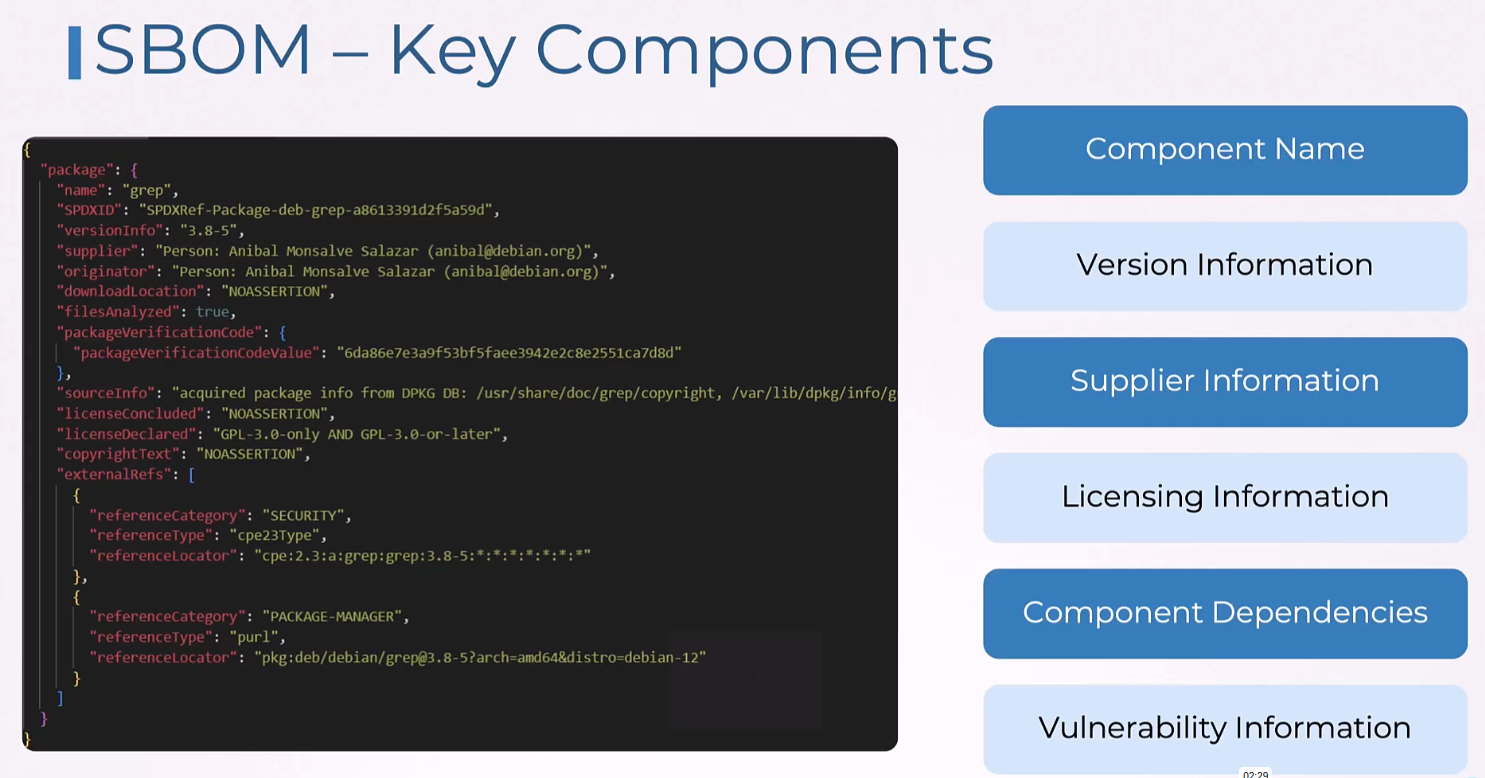 SBOM – Key Components
{
"package": {
"name": "grep",
"SPDXID": "SPDXRef-Package-deb-grep-a8613391d2f5a59d",
"versionInfo": "3.8-5",
"supplier": "Person: Anibal Monsalve Salazar (anibal@debian.org)",
"originator": "Person: Anibal Monsalve Salazar (anibal@debian.org)",
"downloadLocation": "NOASSERTION",
"filesAnalyzed": true,
"packageVerificationCode": {
"packageVerificationCodeValue": "6da86e7e3a9f53bf5faee3942e2c8e2551ca7d8d"
},
"sourceInfo": "acquired package info from DPKG DB: /usr/share/doc/grep/copyright, /var/lib/dpkg/info/g
"licenseConcluded": "NOASSERTION",
"licenseDeclared": "GPL-3.0-only AND GPL-3.0-or-later",
"copyrightText": "NOASSERTION",
"externalRefs": [
{
"referenceCategory": "SECURITY",
"referenceType": "cpe23Type",
"referenceLocator": "cpe:2.3:a:grep:grep:3.8-5:*:*:*:*:*:*:*"
},
{
"referenceCategory": "PACKAGE-MANAGER",
"referenceType": "purl",
"referenceLocator": "pkg:deb/debian/grep@3.8-5?arch=amd64&distro=debian-12"
}
]
}
}
Component Name
Version Information
Supplier Information
Licensing Information
Component Dependencies
Vulnerability Information
02:29